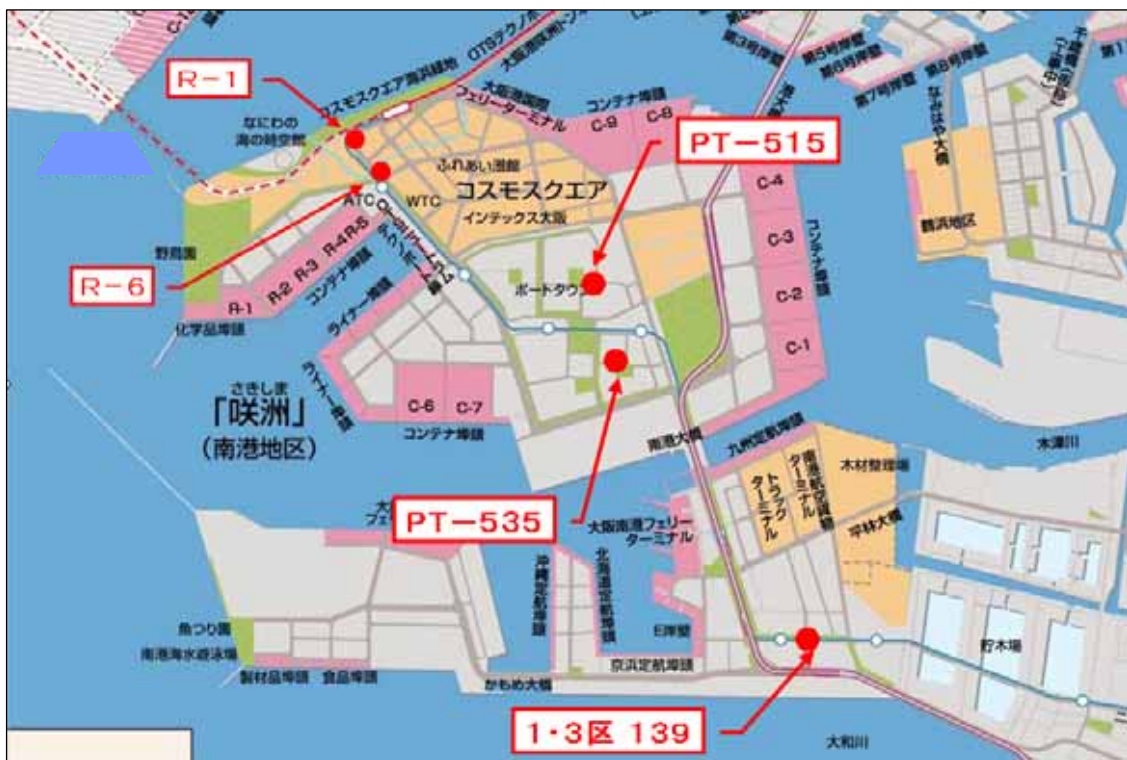 R-1
コスモスクエア海浜緑地
なにわの
海の時空館
大阪港国際
フェリーターミナル
コンテナ埠頭
C-9
C-8
第3号岸壁
第5号岸壁
第6号岸壁
第7号岸壁
第8号岸壁
なみはや大橋
(工事中)
PT-515
ふれあい港館
コスモスクエア
インテックス大阪
ATC
WTC
C-4
C-3
C-2
C-1
コンテナ埠頭
鶴浜地区
野鳥園
R-6
R-1
R-2
R-3
R-4
R-5
コンテナ埠頭
化学品埠頭
ライナー埠頭
ライナー埠頭
ポートタウン
さきしま
「咲洲」
(南港地区)
C-6
C-7
コンテナ埠頭
南港大橋
九州定航埠頭
木材整理場
木津川
トラック
ターミナル
南港航空貨物
ターミナル
平林大橋
PT-535
大阪南港フェリー
ターミナル
沖縄定航埠頭
北海道定航埠頭
E岸壁
京浜定航埠頭
魚つり園
南港海水遊泳場
製材品埠頭
食品埠頭
かもめ大橋
貯木場
1・3区 139
大和川